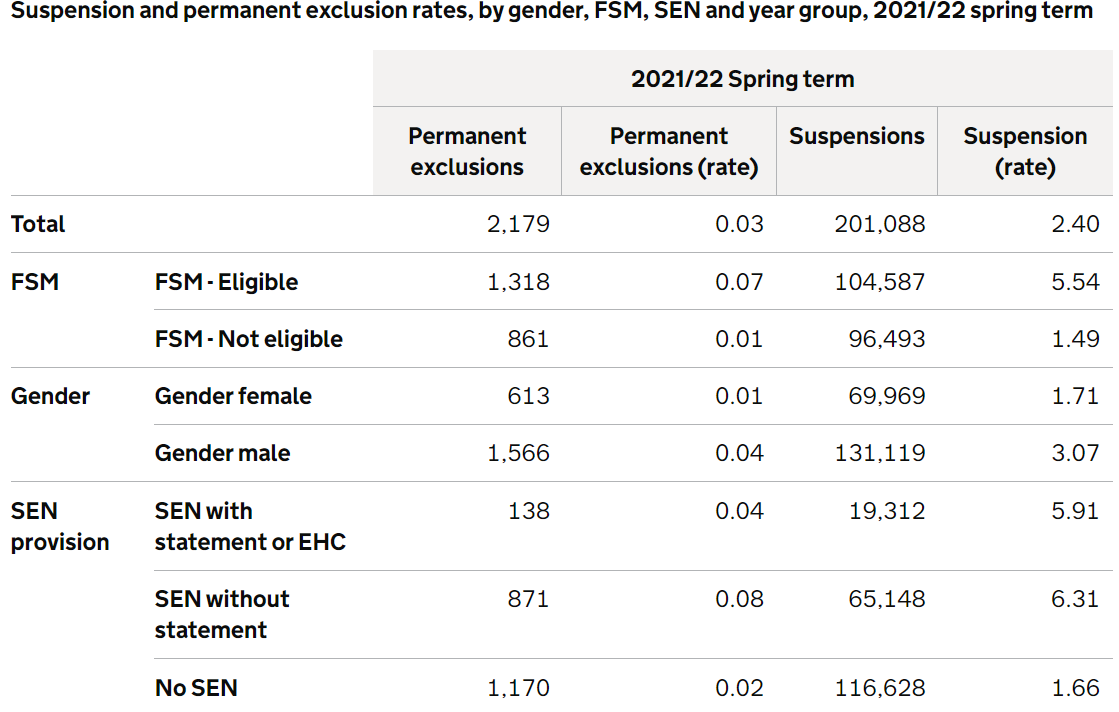 Suspension and permanent exclusion rates, by gender, FSM, SEN and year group, 2021/22 spring term
2021/22 Spring term
Permanent exclusions Permanent exclusions (rate) Suspensions Suspension (rate)
Total 2,179 0.03 201,088 2.40
FSM FSM - Eligible 1,318 0.07 104,587 5.54
FSM - Not eligible 861 0.01 96,493 1.49
Gender Gender female 613 0.01 69,969 1.71
Gender male 1,566 0.04 131,119 3.07
SEN provision SEN with statement or EHC 138 0.04 19,312 5.91
SEN without statement 871 0.08 65,148 6.31
No SEN 1,170 0.02 116,628 1.66